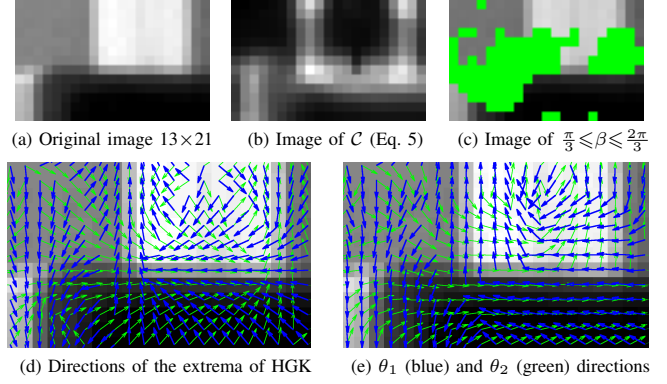 (a) Original image 13×21
(b) Image of 𝒞 (Eq. 5)
(c) Image of π/3 ⩽β⩽ 2π/3
(d) Directions of the extrema of HGK
(e) θ₁ (blue) and θ₂ (green) directions